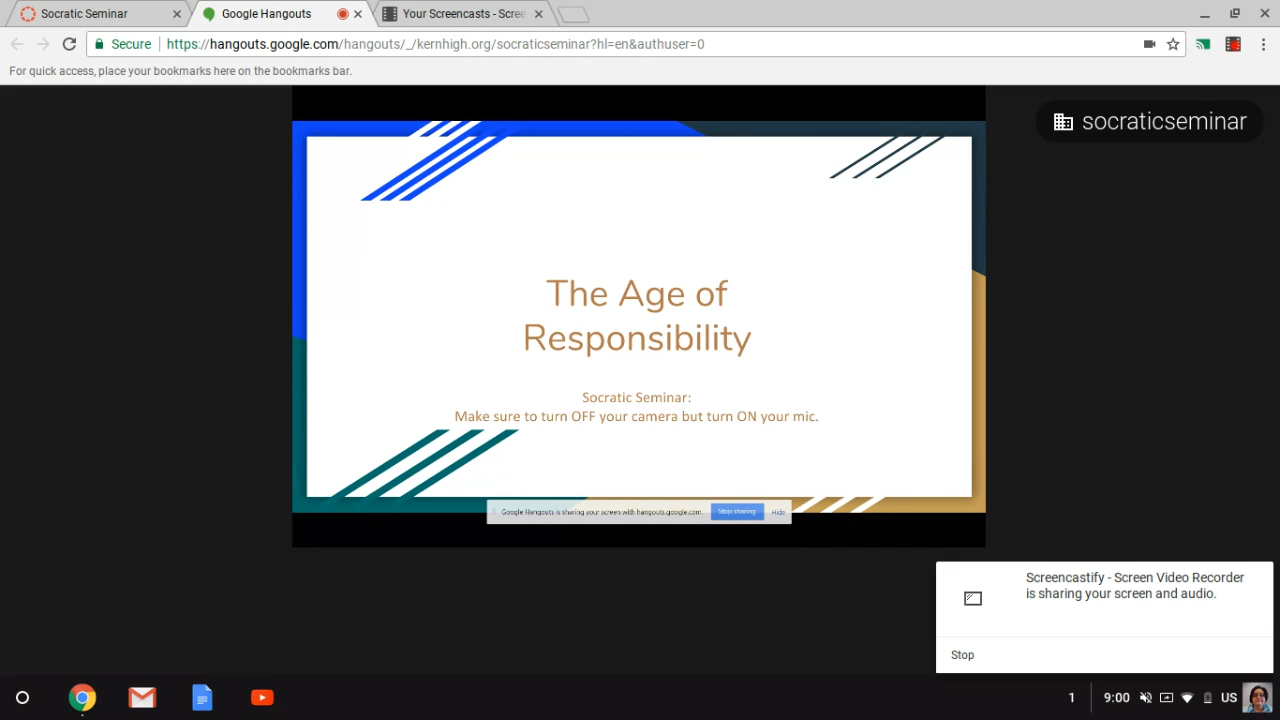 Socratic Seminar
Google Hangouts
Your Screencasts - Scree
Secure
https://hangouts.google.com/hangouts/_/kernhigh.org/socraticseminar?hl=en&authuser=0
For quick access, place your bookmarks here on the bookmarks bar.
socraticseminar
The Age of
Responsibility
Socratic Seminar:
Make sure to turn OFF your camera but turn ON your mic.
Google Hangouts is sharing your screen with hangouts.google.com.
Stop sharing
Hide
Screencastify - Screen Video Recorder
is sharing your screen and audio.
Stop
1
9:00
US